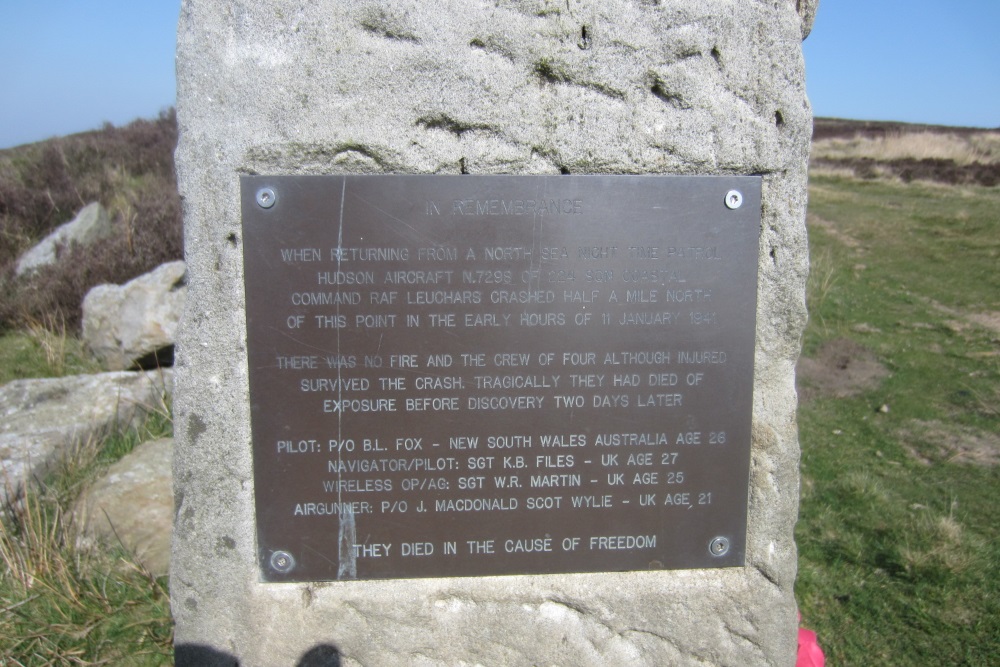 IN REMEMBRANCE
WHEN RETURNING FROM A NORTH SEA NIGHT TIME PATROL
HUDSON AIRCRAFT OF 224 SQN COASTAL
COMMAND RAF LEUCHARS CRASHED HALF A MILE NORTH
OF THIS POINT IN THE EARLY HOURS OF 11 JANUARY
THERE WAS NO FIRE AND THE CREW OF FOUR ALTHOUGH INJURED
SURVIVED THE CRASH. TRAGICALLY THEY HAD DIED OF
EXPOSURE BEFORE DISCOVERY TWO DAYS LATER
PILOT: P/O B.L. FOX - NEW SOUTH WALES AUSTRALIA AGE 26
NAVIGATOR/PILOT: SGT K.B. FILES - UK AGE 27
WIRELESS OP/AG: SGT W.R. MARTIN - UK AGE 25
AIRGUNNER: P/O J. MACDONALD SCOT WYLIE - UK AGE 21
THEY DIED IN THE CAUSE OF FREEDOM